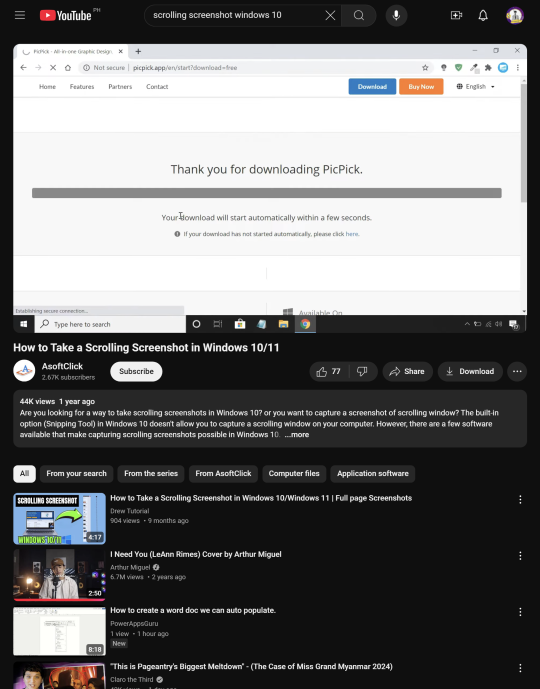 YouTube PH
scrolling screenshot windows 10
PicPick - All-in-one Graphic Design
Not secure | picpick.app/en/start?download=free
Home Features Partners Contact Download Buy Now English
Thank you for downloading PicPick.
Your download will start automatically within a few seconds.
If your download has not started automatically, please click here.
Establishing secure connection...
Available On
Type here to search
How to Take a Scrolling Screenshot in Windows 10/11
AsoftClick
2.67K subscribers
Subscribe
77
Share
Download
44K views 1 year ago
Are you looking for a way to take scrolling screenshots in Windows 10? or you want to capture a screenshot of scrolling window? The built-in
option (Snipping Tool) in Windows 10 doesn't allow you to capture a scrolling window on your computer. However, there are a few software
available that make capturing scrolling screenshots possible in Windows 10. ...more
All From your search From the series From AsoftClick Computer files Application software
SCROLLING SCREENSHOT
WINDOWS 10/11
4:17
How to Take a Scrolling Screenshot in Windows 10/Windows 11 | Full page Screenshots
Drew Tutorial
904 views • 9 months ago
2:50
I Need You (LeAnn Rimes) Cover by Arthur Miguel
Arthur Miguel
6.7M views • 2 years ago
8:18
How to create a word doc we can auto populate.
PowerAppsGuru
1 view • 1 hour ago
New
"This is Pageantry's Biggest Meltdown" - (The Case of Miss Grand Myanmar 2024)
Claro the Third